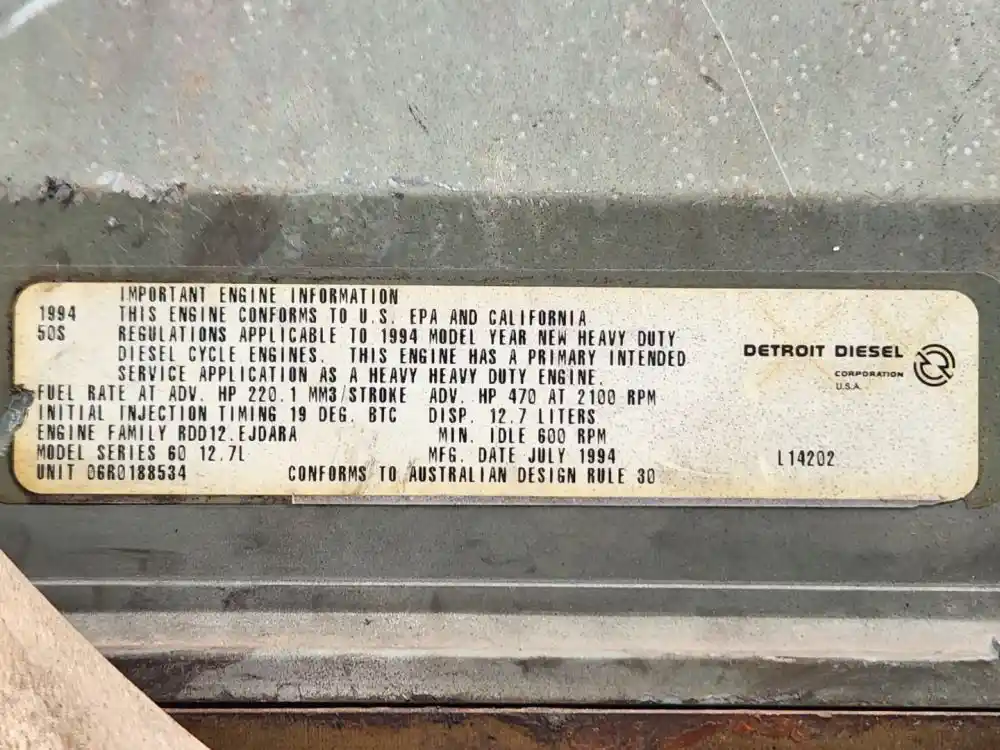 IMPORTANT ENGINE INFORMATION
1994 THIS ENGINE CONFORMS TO U.S. EPA AND CALIFORNIA
50S REGULATIONS APPLICABLE TO 1994 MODEL YEAR NEW HEAVY DUTY
DIESEL CYCLE ENGINES. THIS ENGINE HAS A PRIMARY INTENDED
SERVICE APPLICATION AS A HEAVY HEAVY DUTY ENGINE.
FUEL RATE AT ADV. HP 220.1 MM3/STROKE ADV. HP 470 AT 2100 RPM
INITIAL INJECTION TIMING 19 DEG. BTC DISP. 12.7 LITERS
ENGINE FAMILY RDD12.EJDARA MIN. IDLE 600 RPM
MODEL SERIES 60 12.7L MFG. DATE JULY 1994
UNIT 06R0188534 CONFORMS TO AUSTRALIAN DESIGN RULE 30
DETROIT DIESEL
CORPORATION
U.S.A.
L14202